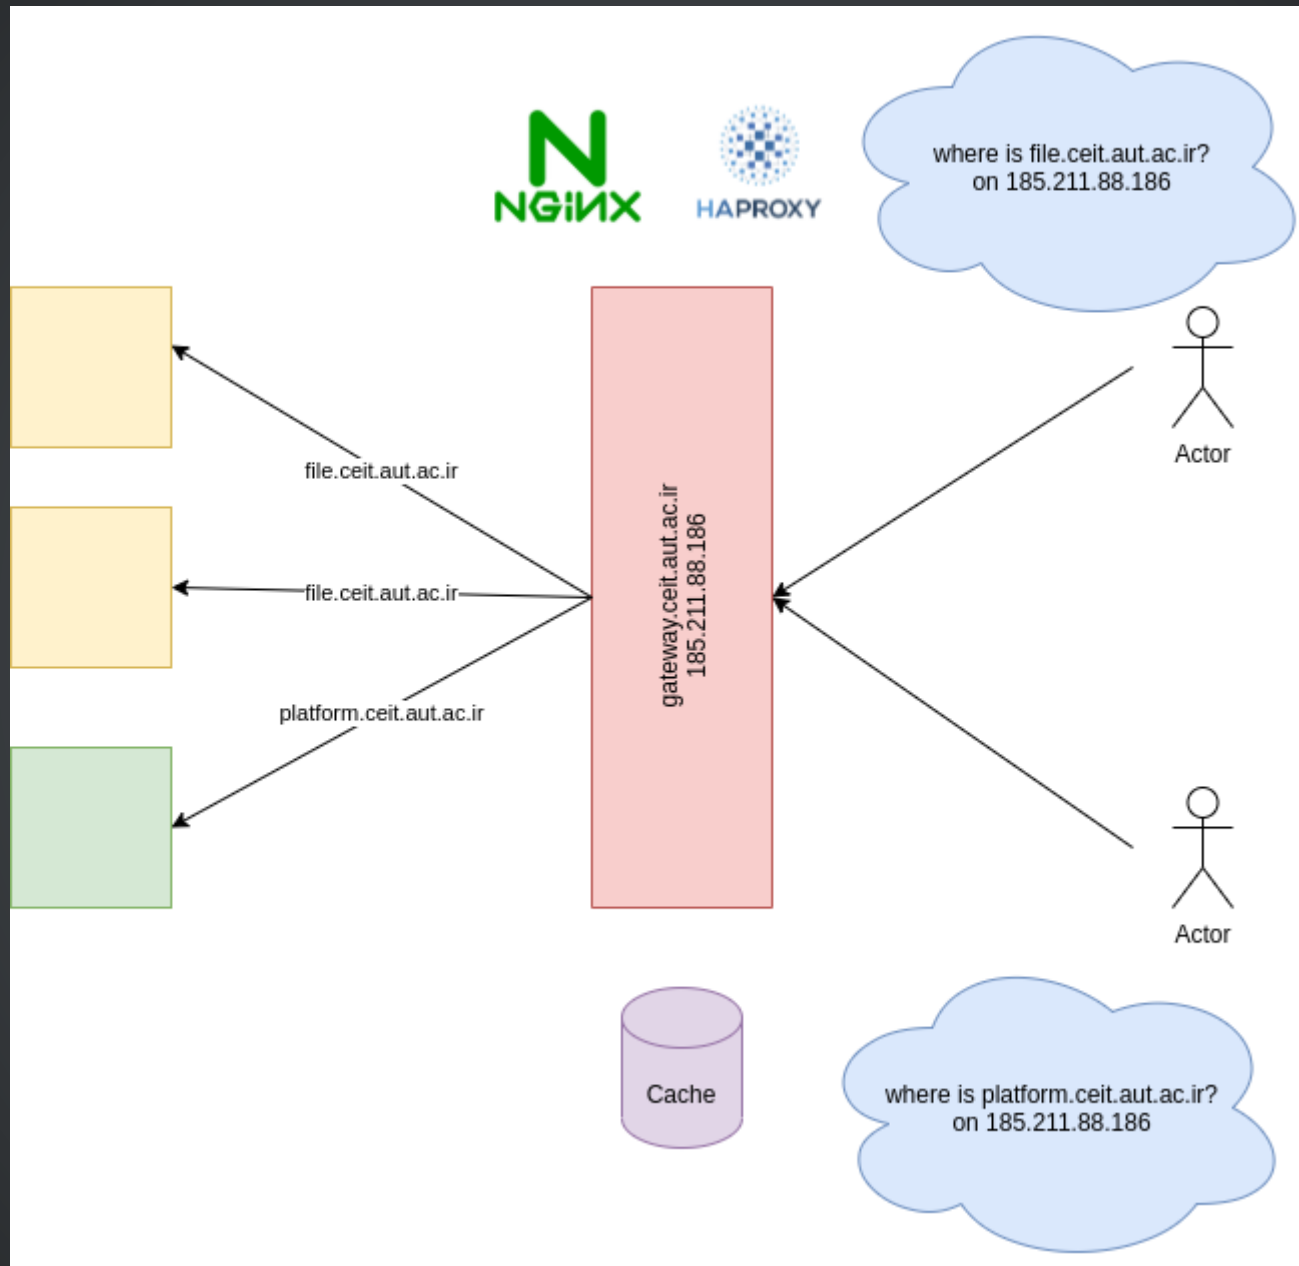 NGiNX
HAPROXY
where is file.ceit.aut.ac.ir?
on 185.211.88.186
Actor
file.ceit.aut.ac.ir
file.ceit.aut.ac.ir
platform.ceit.aut.ac.ir
gateway.ceit.aut.ac.ir
185.211.88.186
Actor
Cache
where is platform.ceit.aut.ac.ir?
on 185.211.88.186